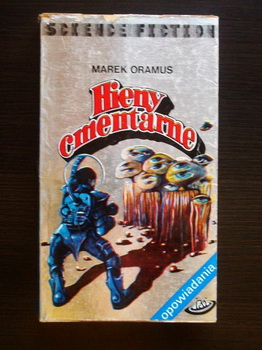 SCIENCE FICTION
MAREK ORAMUS
Hieny
cmentarne
opowiadania